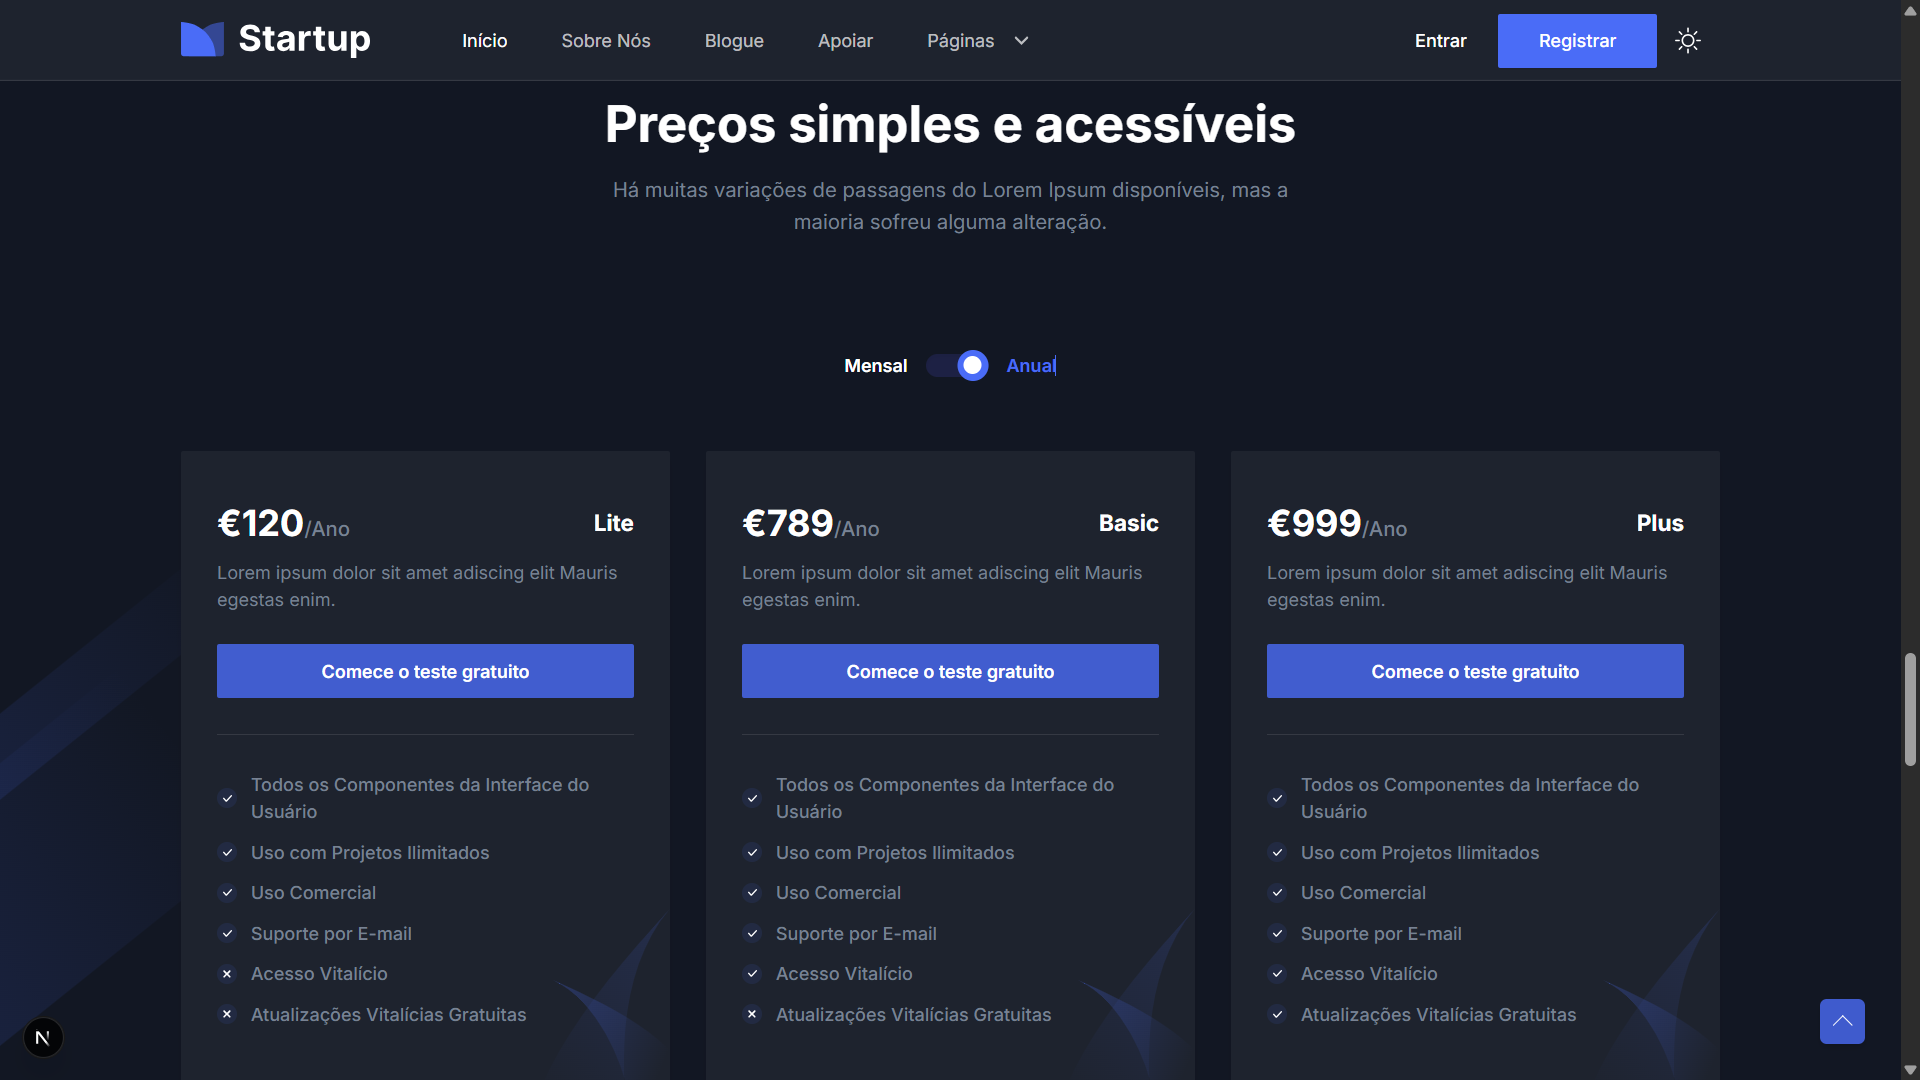 Startup
Início
Sobre Nós
Blogue
Apoiar
Páginas
Entrar
Registrar
Preços simples e acessíveis
Há muitas variações de passagens do Lorem Ipsum disponíveis, mas a
maioria sofreu alguma alteração.
Mensal
Anual
€120/Ano
Lite
Lorem ipsum dolor sit amet adiscing elit Mauris
egestas enim.
Comece o teste gratuito
Todos os Componentes da Interface do
Usuário
Uso com Projetos Ilimitados
Uso Comercial
Suporte por E-mail
Acesso Vitalício
Atualizações Vitalícias Gratuitas
€789/Ano
Basic
Lorem ipsum dolor sit amet adiscing elit Mauris
egestas enim.
Comece o teste gratuito
Todos os Componentes da Interface do
Usuário
Uso com Projetos Ilimitados
Uso Comercial
Suporte por E-mail
Acesso Vitalício
Atualizações Vitalícias Gratuitas
€999/Ano
Plus
Lorem ipsum dolor sit amet adiscing elit Mauris
egestas enim.
Comece o teste gratuito
Todos os Componentes da Interface do
Usuário
Uso com Projetos Ilimitados
Uso Comercial
Suporte por E-mail
Acesso Vitalício
Atualizações Vitalícias Gratuitas
N